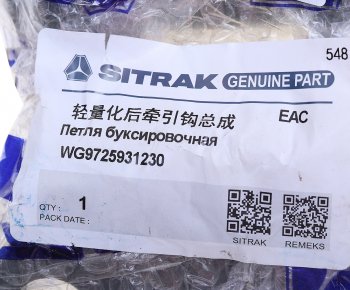 548
SITRAK GENUINE PART
轻量化后牵引钩总成 EAC
Петля буксировочная
WG9725931230
QTY : 1
PACK DATE :
SITRAK REMEKS